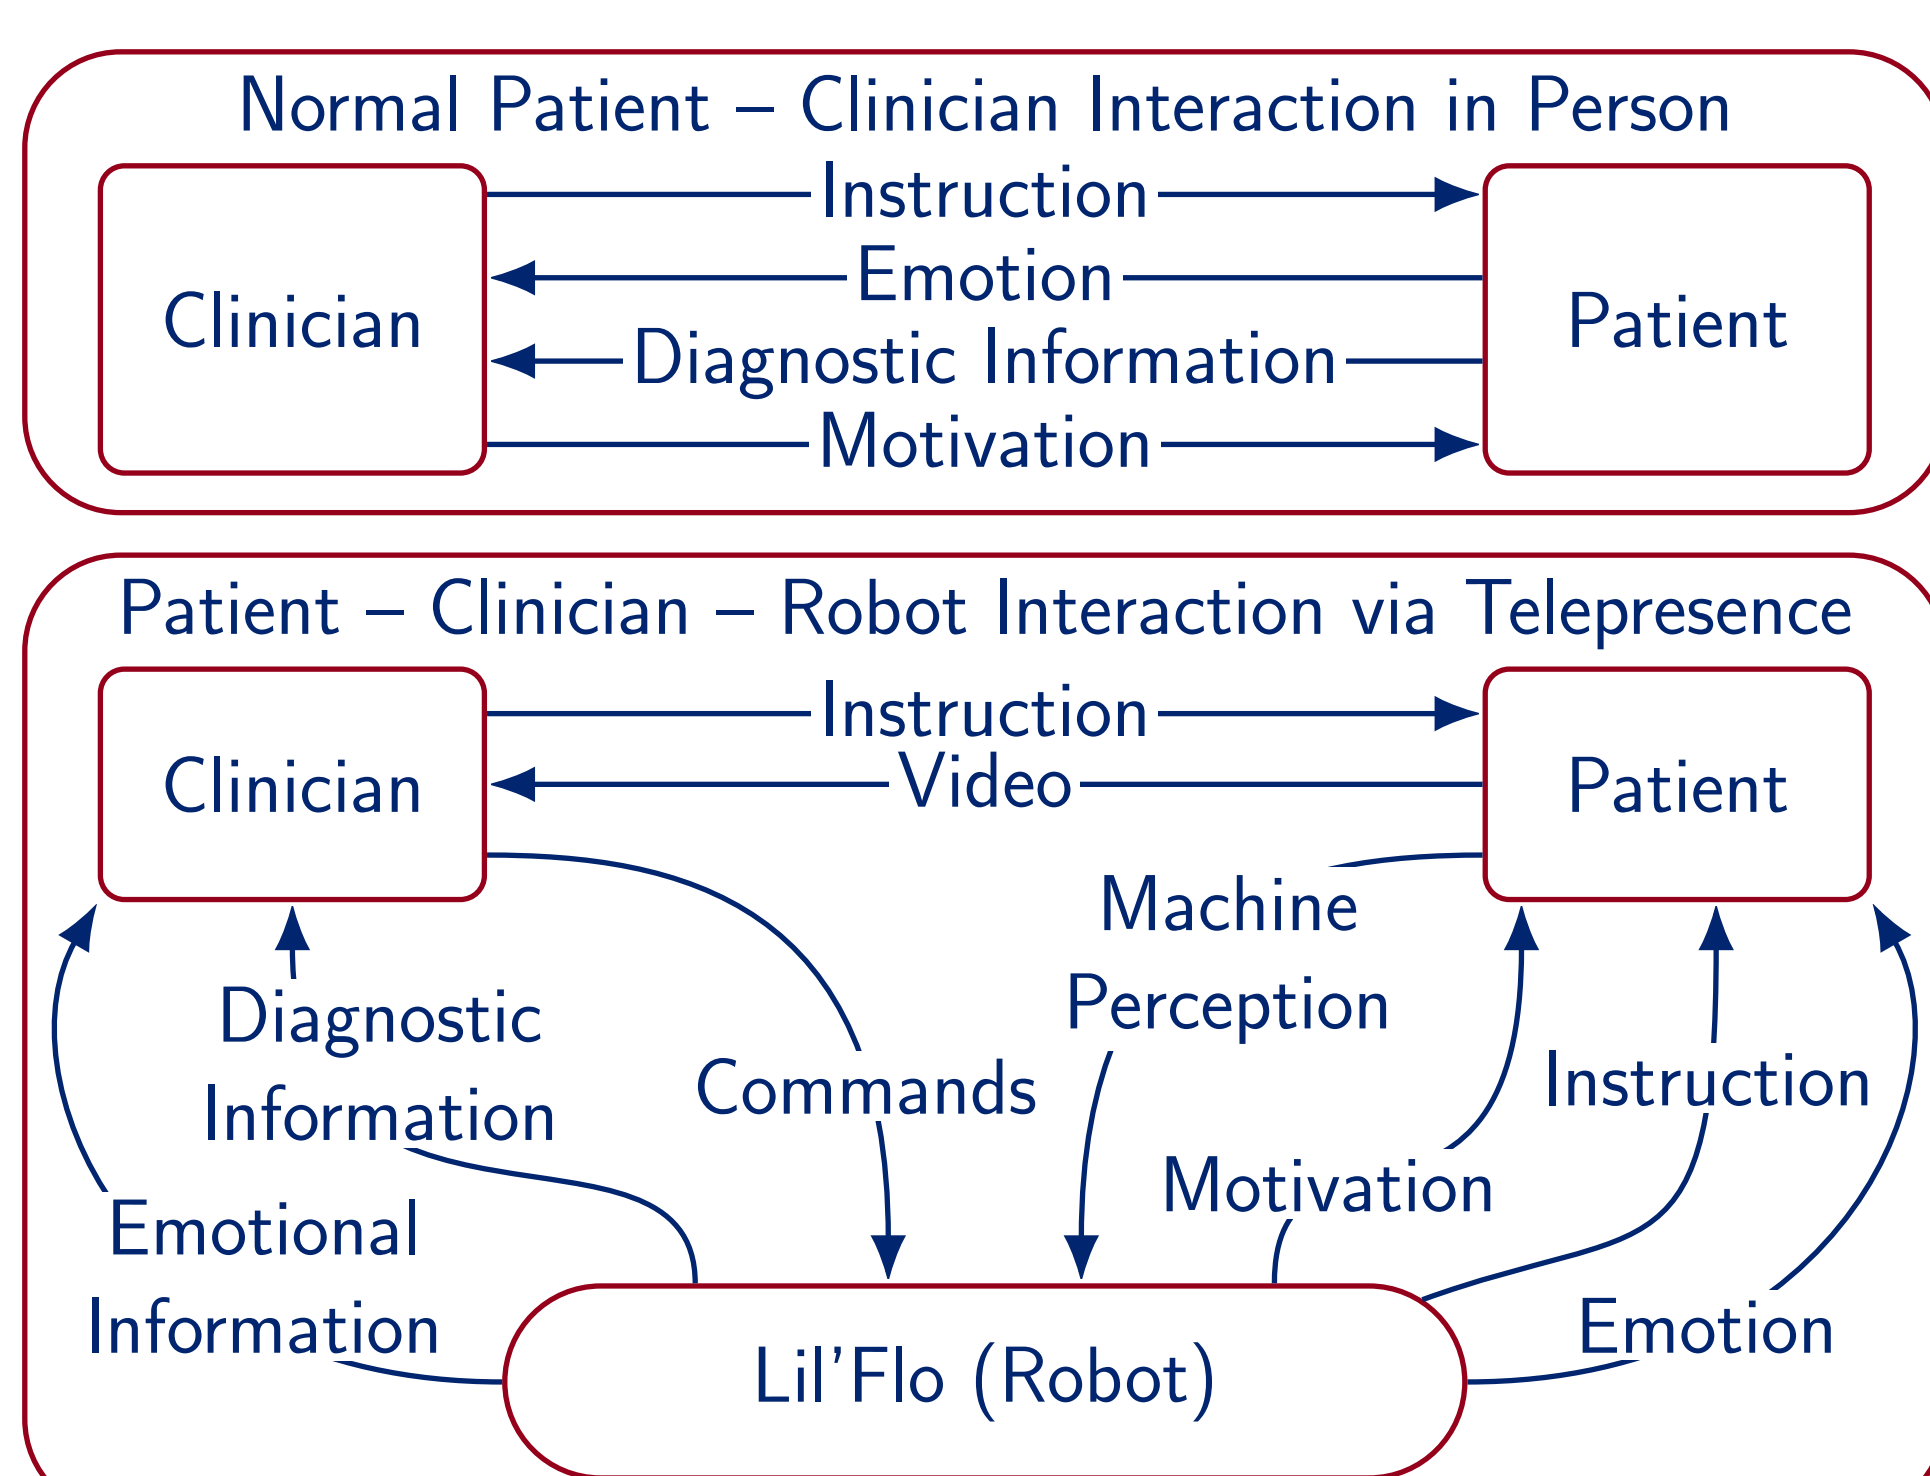 Normal Patient – Clinician Interaction in Person
Clinician
Instruction
Emotion
Diagnostic Information
Motivation
Patient
Patient – Clinician – Robot Interaction via Telepresence
Clinician
Instruction
Video
Patient
Machine
Perception
Diagnostic
Information
Commands
Instruction
Motivation
Emotional
Information
Emotion
Lil'Flo (Robot)